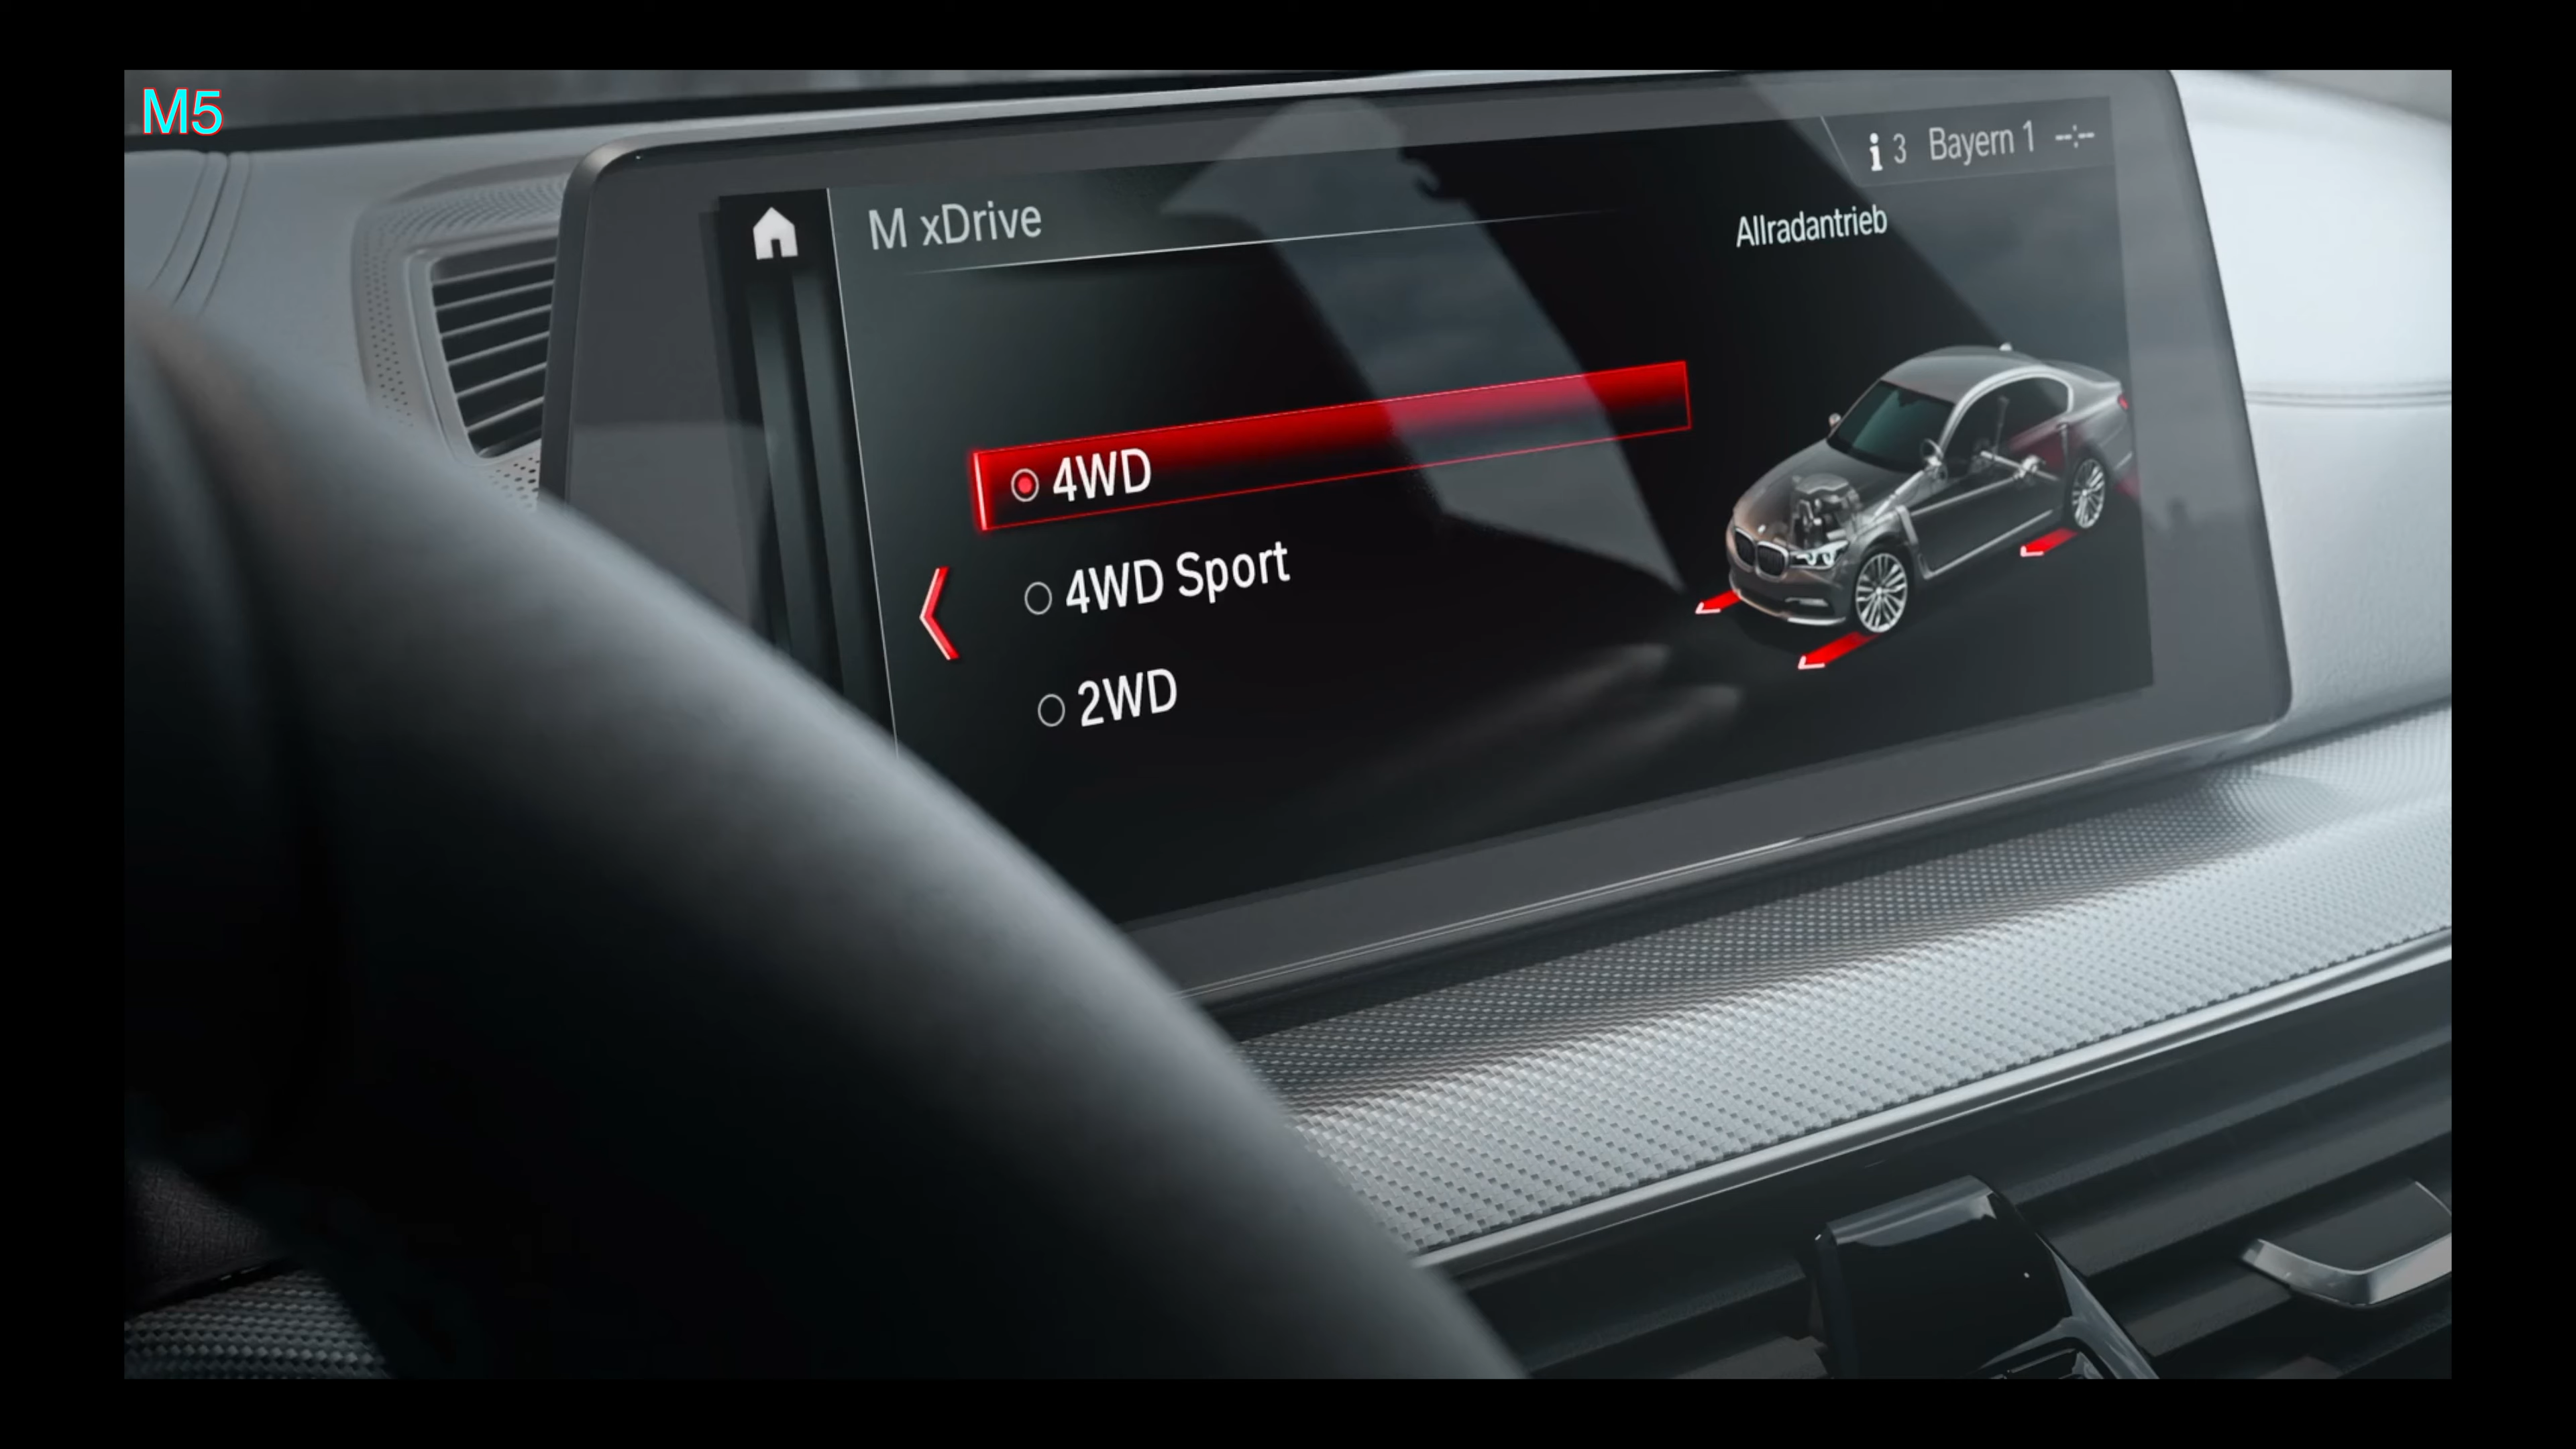 M5
3 Bayern 1 --:--
M xDrive
Allradantrieb
4WD
4WD Sport
2WD